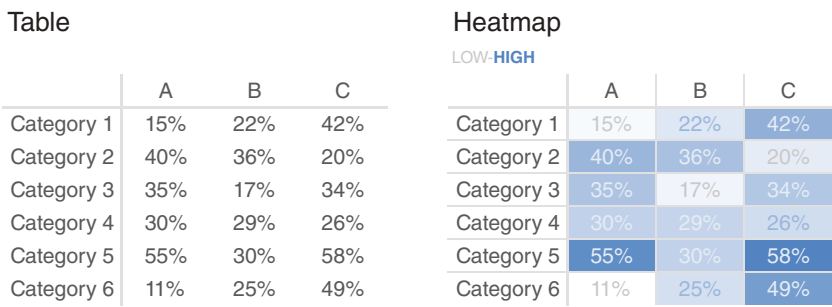 Table
A B C
Category 1 15% 22% 42%
Category 2 40% 36% 20%
Category 3 35% 17% 34%
Category 4 30% 29% 26%
Category 5 55% 30% 58%
Category 6 11% 25% 49%
Heatmap
LOW-HIGH
A B C
Category 1 15% 22% 42%
Category 2 40% 36% 20%
Category 3 35% 17% 34%
Category 4 30% 29% 26%
Category 5 55% 30% 58%
Category 6 11% 25% 49%